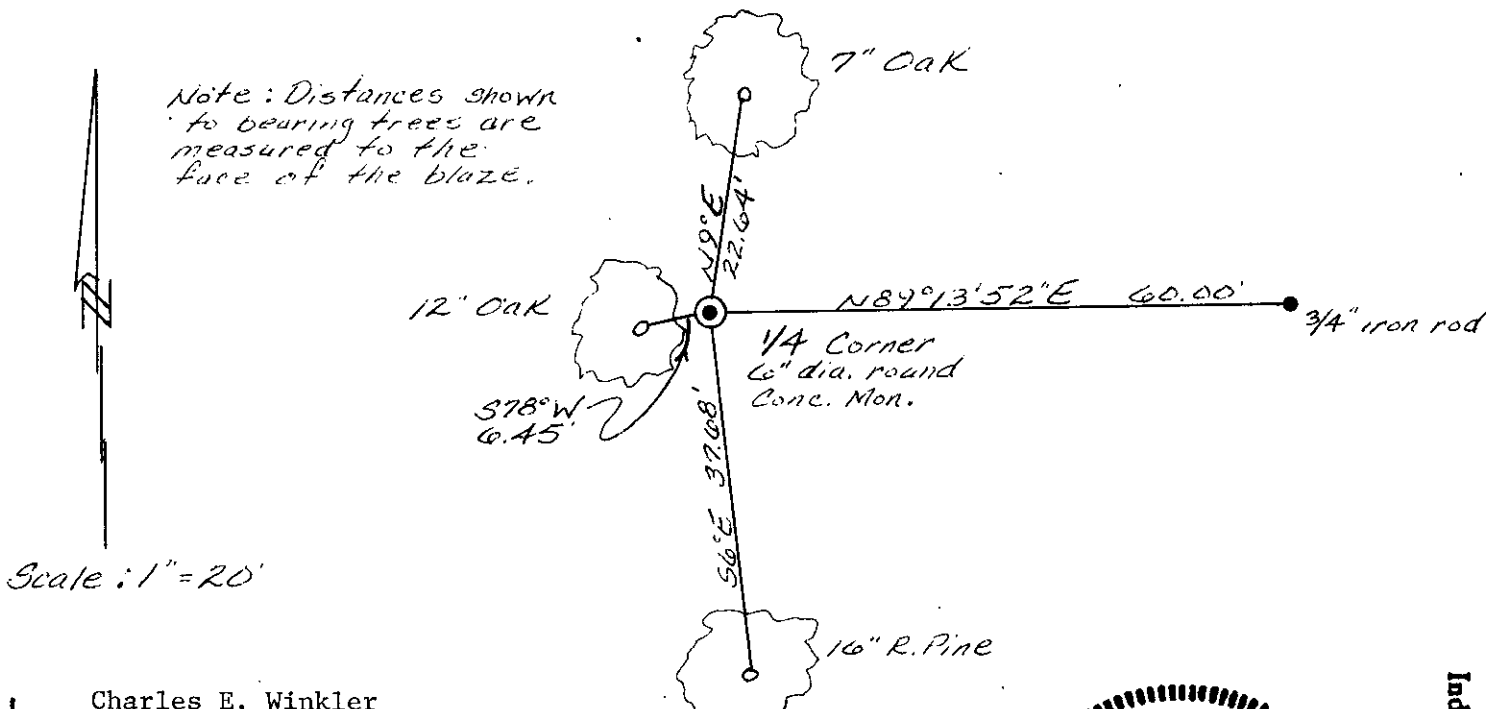 7" Oak
Note: Distances shown
to bearing trees are
measured to the
face of the blaze.
N9°E
22.64'
12" Oak
N89°13'52"E 60.00'
3/4" iron rod
1/4 Corner
6" dia. round
Conc. Mon.
S78°W
6.45'
S6°E 37.68'
N
Scale: 1"=20'
16" R. Pine
Charles E. Winkler
Ind